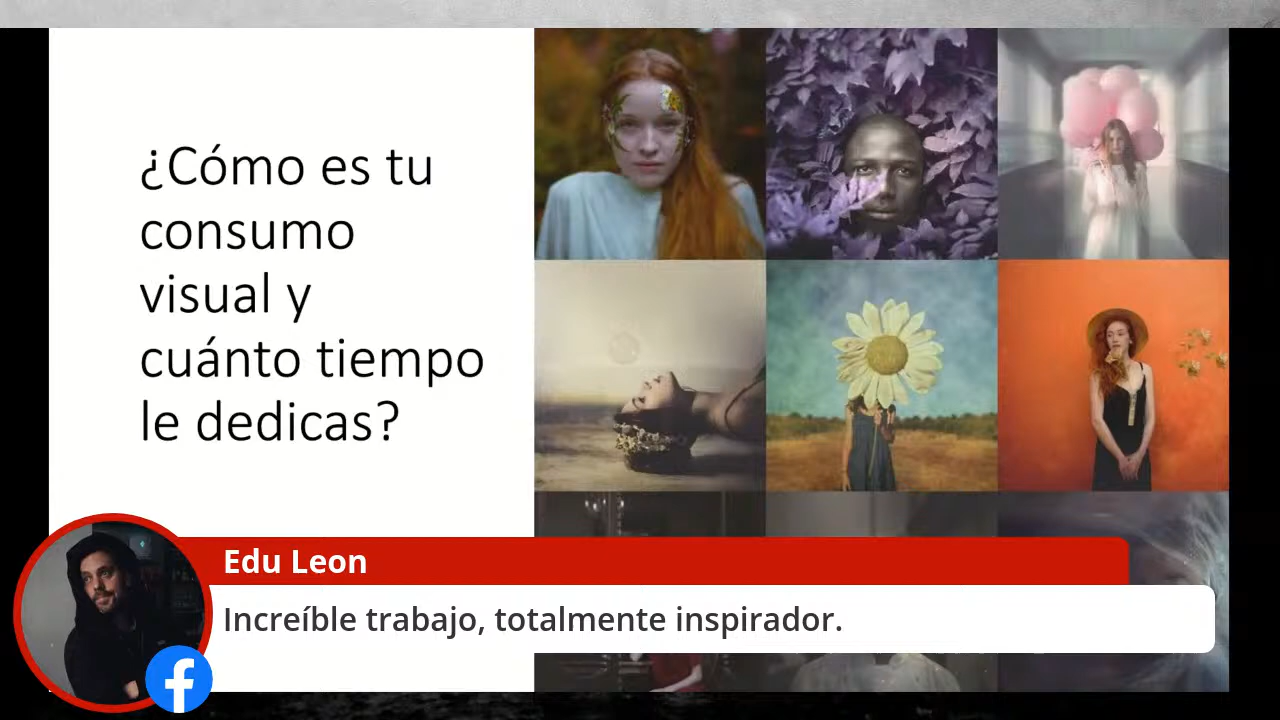 ¿Cómo es tu
consumo
visual y
cuánto tiempo
le dedicas?
Edu Leon
Increíble trabajo, totalmente inspirador.